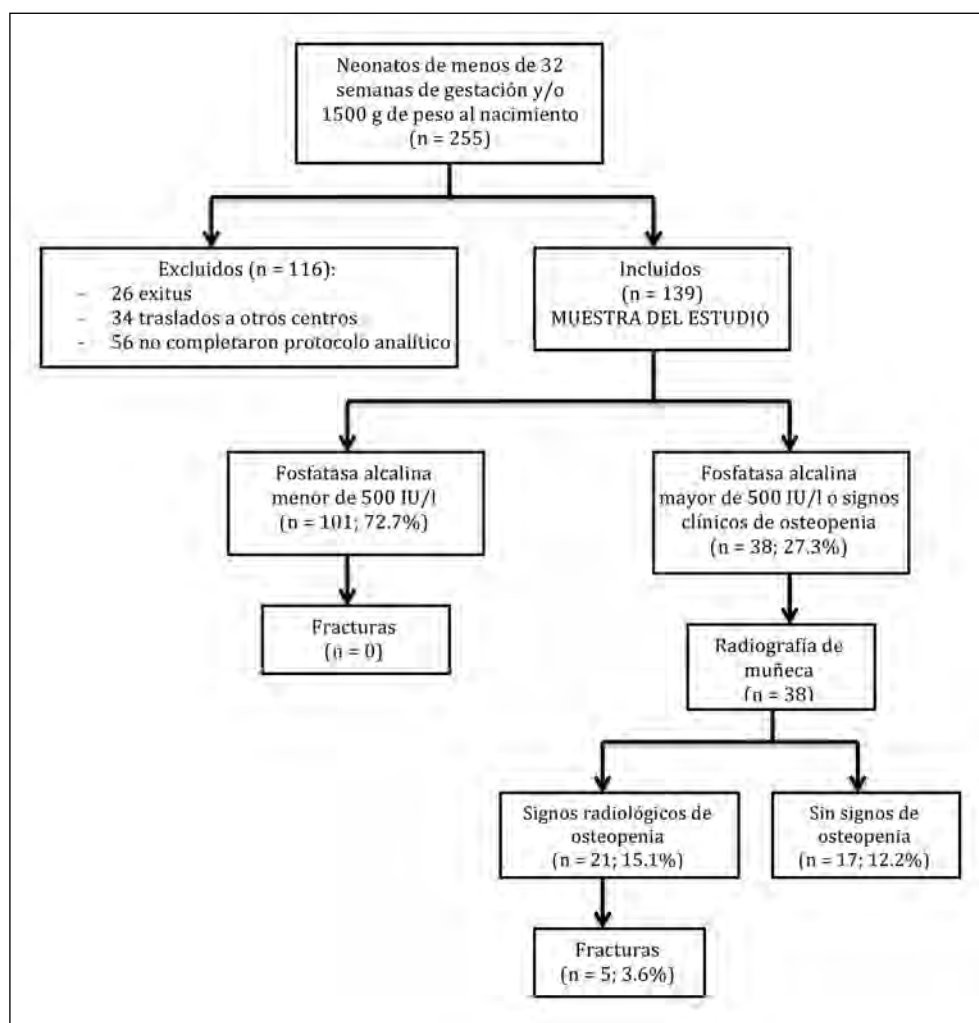 Neonatos de menos de 32
semanas de gestación y/o
1500 g de peso al nacimiento
(n = 255)
Excluidos (n = 116):
- 26 exitus
- 34 traslados a otros centros
- 56 no completaron protocolo analítico
Incluidos
(n = 139)
MUESTRA DEL ESTUDIO
Fosfatasa alcalina
menor de 500 IU/l
(n = 101; 72.7%)
Fosfatasa alcalina
mayor de 500 IU/l o signos
clínicos de osteopenia
(n = 38; 27.3%)
Fracturas
(n = 0)
Radiografía de
muñeca
(n = 38)
Signos radiológicos de
osteopenia
(n = 21; 15.1%)
Sin signos de
osteopenia
(n = 17; 12.2%)
Fracturas
(n = 5; 3.6%)